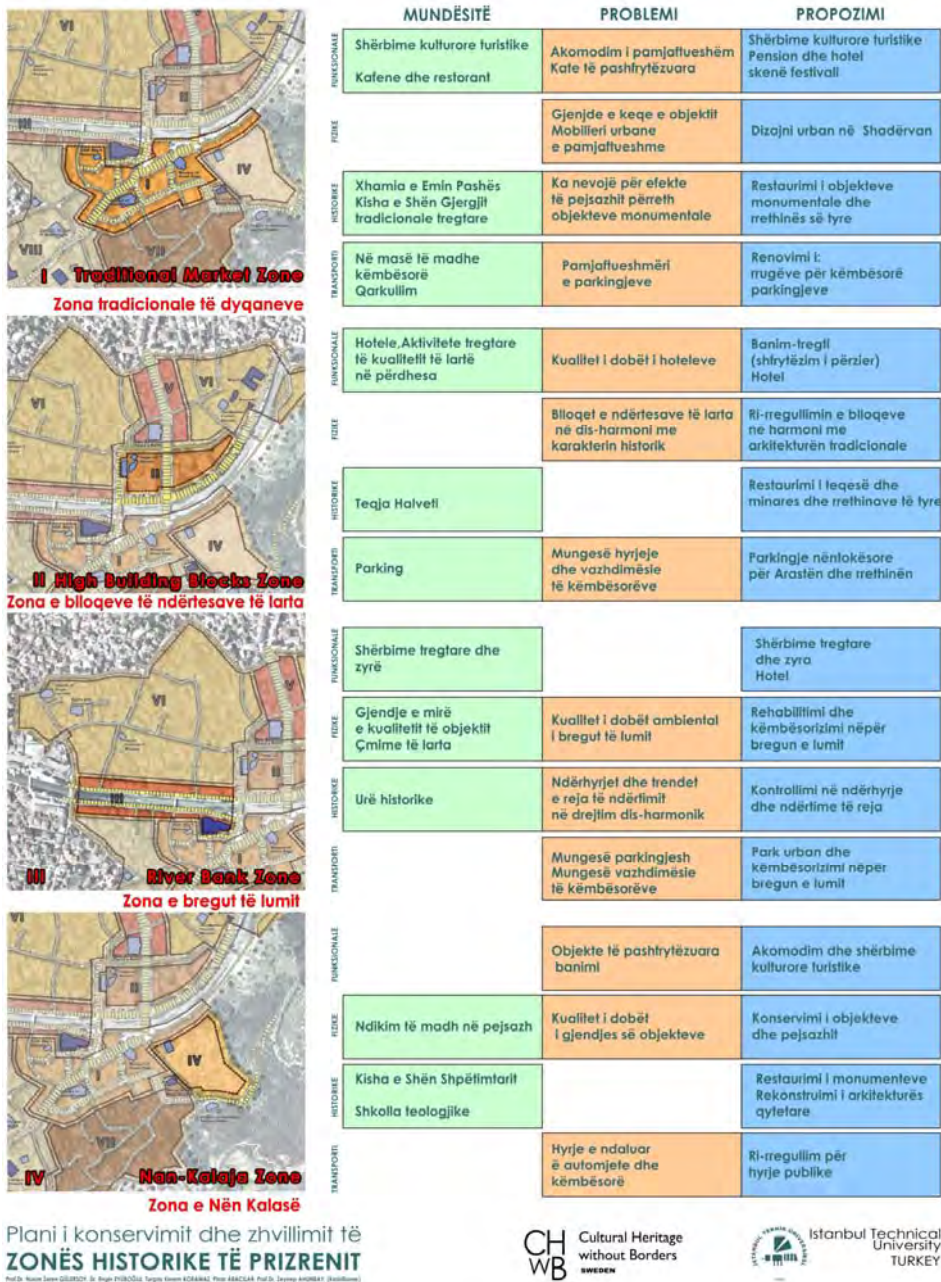 MUNDËSITË
PROBLEMI
PROPOZIMI
I Traditional Market Zone
Zona tradicionale të dyqaneve
FUNKSIONALE
Shërbime kulturore turistike
Kafene dhe restorant
Akomodim i pamjaftueshëm
Kate të pashfrytëzuara
Shërbime kulturore turistike
Pension dhe hotel
skenë festivali
FIZIKE
Gjenjde e keqe e objektit
Mobilieri urbane
e pamjaftueshme
Dizajni urban në Shadërvan
HISTORIKE
Xhamia e Emin Pashës
Kisha e Shën Gjergjit
tradicionale tregtare
Ka nevojë për efekte
të pejsazhit përreth
objekteve monumentale
Restaurimi i objekteve
monumentale dhe
rrethinës së tyre
TRANSPORTI
Në masë të madhe
këmbësorë
Qarkullim
Pamjaftueshmëri
e parkingjeve
Renovimi i:
rrugëve për këmbësorë
parkingjeve
II High Building Blocks Zone
Zona e blloqeve të ndërtesave të larta
FUNKSIONALE
Hotele,Aktivitete tregtare
të kualitetit të lartë
në përdhesa
Kualitet i dobët i hoteleve
Banim-tregti
(shfrytëzim i përzier)
Hotel
FIZIKE
Blloqet e ndërtesave të larta
në dis-harmoni me
karakterin historik
Ri-rregullimin e blloqeve
ne harmoni me
arkitekturën tradicionale
HISTORIKE
Teqja Halveti
Restaurimi i teqesë dhe
minares dhe rrethinave të tyre
TRANSPORTI
Parking
Mungesë hyrjeje
dhe vazhdimësie
të këmbësorëve
Parkingje nëntokësore
për Arastën dhe rrethinën
III River Bank Zone
Zona e bregut të lumit
FUNKSIONALE
Shërbime tregtare dhe
zyrë
Shërbime tregtare
dhe zyra
Hotel
FIZIKE
Gjendje e mirë
e kualitetit të objektit
Çmime të larta
Kualitet i dobët ambiental
i bregut të lumit
Rehabilitimi dhe
këmbësorizimi nëpër
bregun e lumit
HISTORIKE
Urë historike
Ndërhyrjet dhe trendet
e reja të ndërtimit
në drejtim dis-harmonik
Kontrollimi në ndërhyrje
dhe ndërtime të reja
TRANSPORTI
Mungesë parkingjesh
Mungesë vazhdimësie
të këmbësorëve
Park urban dhe
këmbësorizimi nëpër
bregun e lumit
IV Nan-Kalaja Zone
Zona e Nën Kalasë
FUNKSIONALE
Objekte të pashfrytëzuara
banimi
Akomodim dhe shërbime
kulturore turistike
FIZIKE
Ndikim të madh në pejsazh
Kualitet i dobët
i gjendjes së objekteve
Konservimi i objekteve
dhe pejsazhit
HISTORIKE
Kisha e Shën Shpëtimtarit
Shkolla teologjike
Restaurimi i monumenteve
Rekonstruimi i arkitekturës
qytetare
TRANSPORTI
Hyrje e ndaluar
ë automjete dhe
këmbësorë
Ri-rregullim për
hyrje publike
Plani i konservimit dhe zhvillimit të
ZONËS HISTORIKE TË PRIZRENIT
CH
WB
Cultural Heritage
without Borders
SWEDEN
Istanbul Technical
University
TURKEY